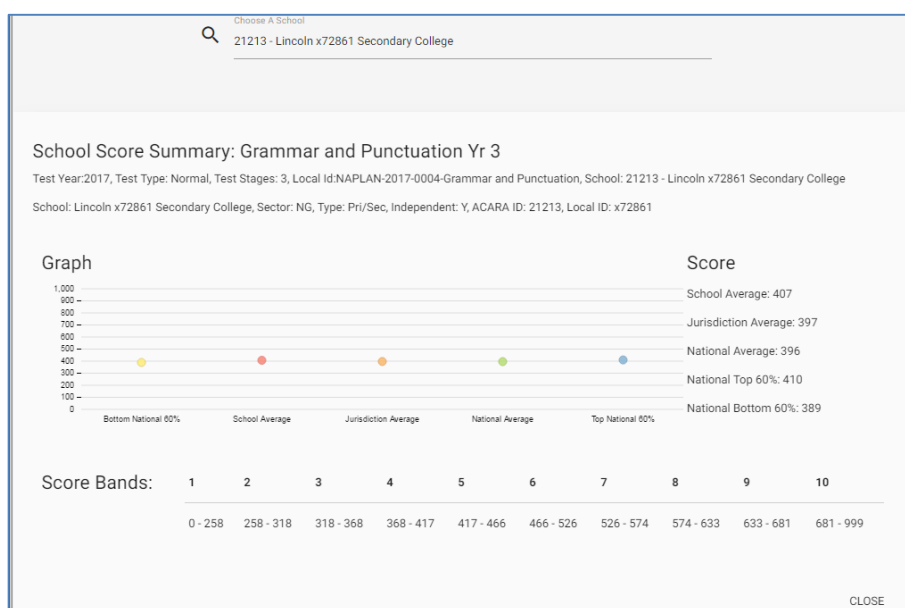 Choose A School
21213 - Lincoln x72861 Secondary College
School Score Summary: Grammar and Punctuation Yr 3
Test Year:2017, Test Type: Normal, Test Stages: 3, Local Id:NAPLAN-2017-0004-Grammar and Punctuation, School: 21213 - Lincoln x72861 Secondary College
School: Lincoln x72861 Secondary College, Sector: NG, Type: Pri/Sec, Independent: Y, ACARA ID: 21213, Local ID: x72861
Graph
1,000
900
800
700
600
500
400
300
200
100
0
Bottom National 60% School Average Jurisdiction Average National Average Top National 60%
Score
School Average: 407
Jurisdiction Average: 397
National Average: 396
National Top 60%: 410
National Bottom 60%: 389
Score Bands: 1 2 3 4 5 6 7 8 9 10
0 - 258 258 - 318 318 - 368 368 - 417 417 - 466 466 - 526 526 - 574 574 - 633 633 - 681 681 - 999
CLOSE